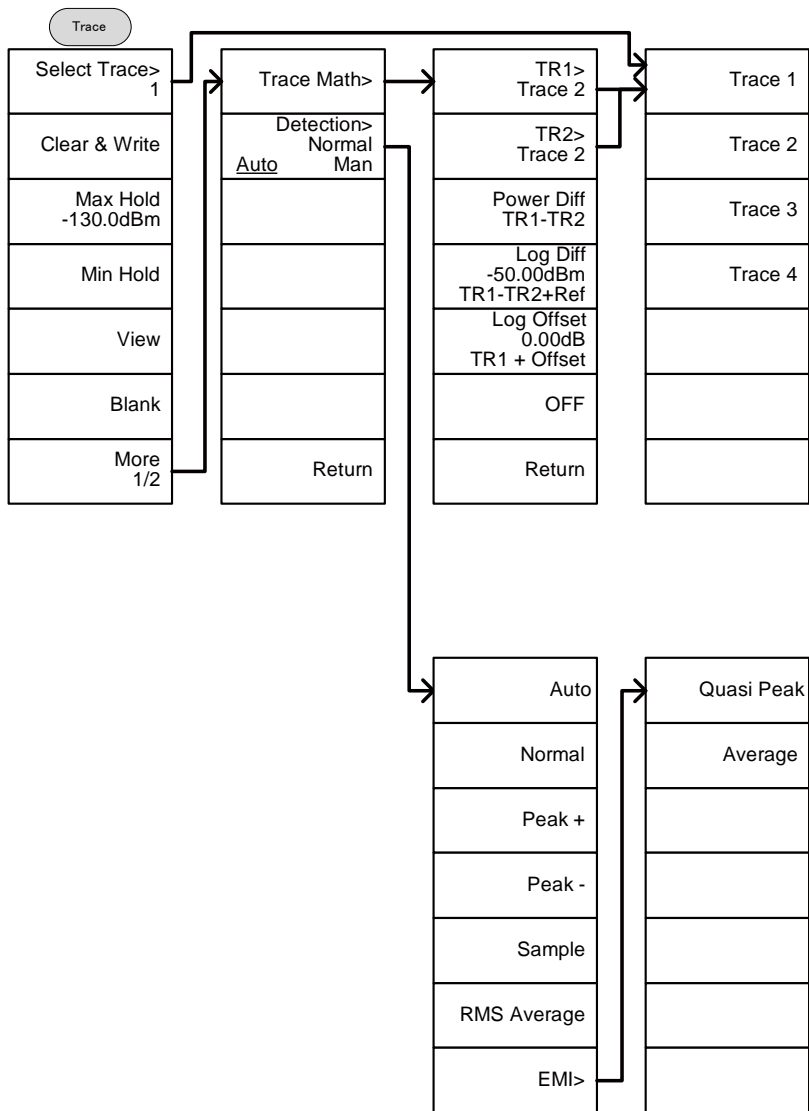 Trace
Select Trace>
1
Clear & Write
Max Hold
-130.0dBm
Min Hold
View
Blank
More
1/2
Trace Math>
Detection>
Normal
Auto Man
Return
TR1>
Trace 2
TR2>
Trace 2
Power Diff
TR1-TR2
Log Diff
-50.00dBm
TR1-TR2+Ref
Log Offset
0.00dB
TR1 + Offset
OFF
Return
Trace 1
Trace 2
Trace 3
Trace 4
Auto
Normal
Peak +
Peak -
Sample
RMS Average
EMI>
Quasi Peak
Average